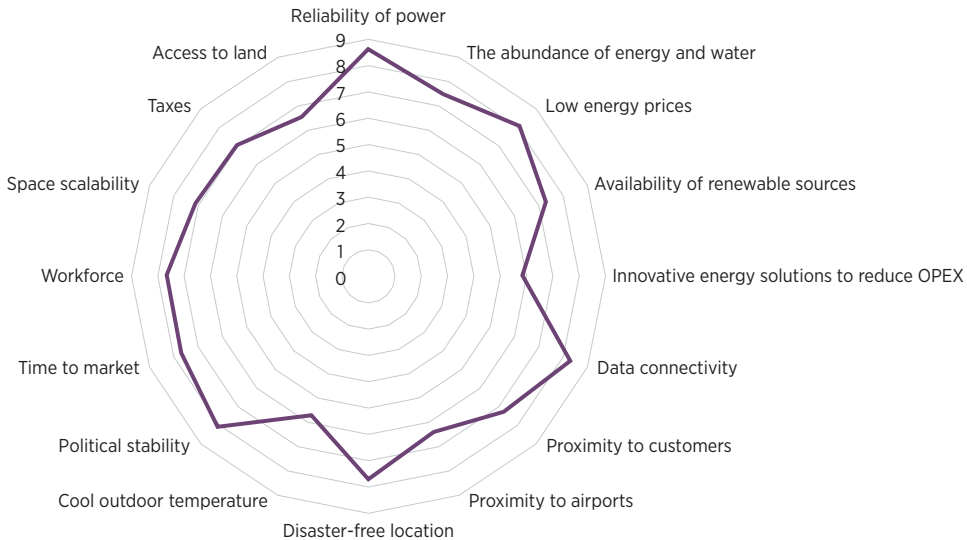 Reliability of power
Access to land
The abundance of energy and water
Taxes
Low energy prices
Space scalability
Availability of renewable sources
Workforce
Innovative energy solutions to reduce OPEX
Time to market
Data connectivity
Political stability
Proximity to customers
Cool outdoor temperature
Proximity to airports
Disaster-free location
9
8
7
6
5
4
3
2
1
0